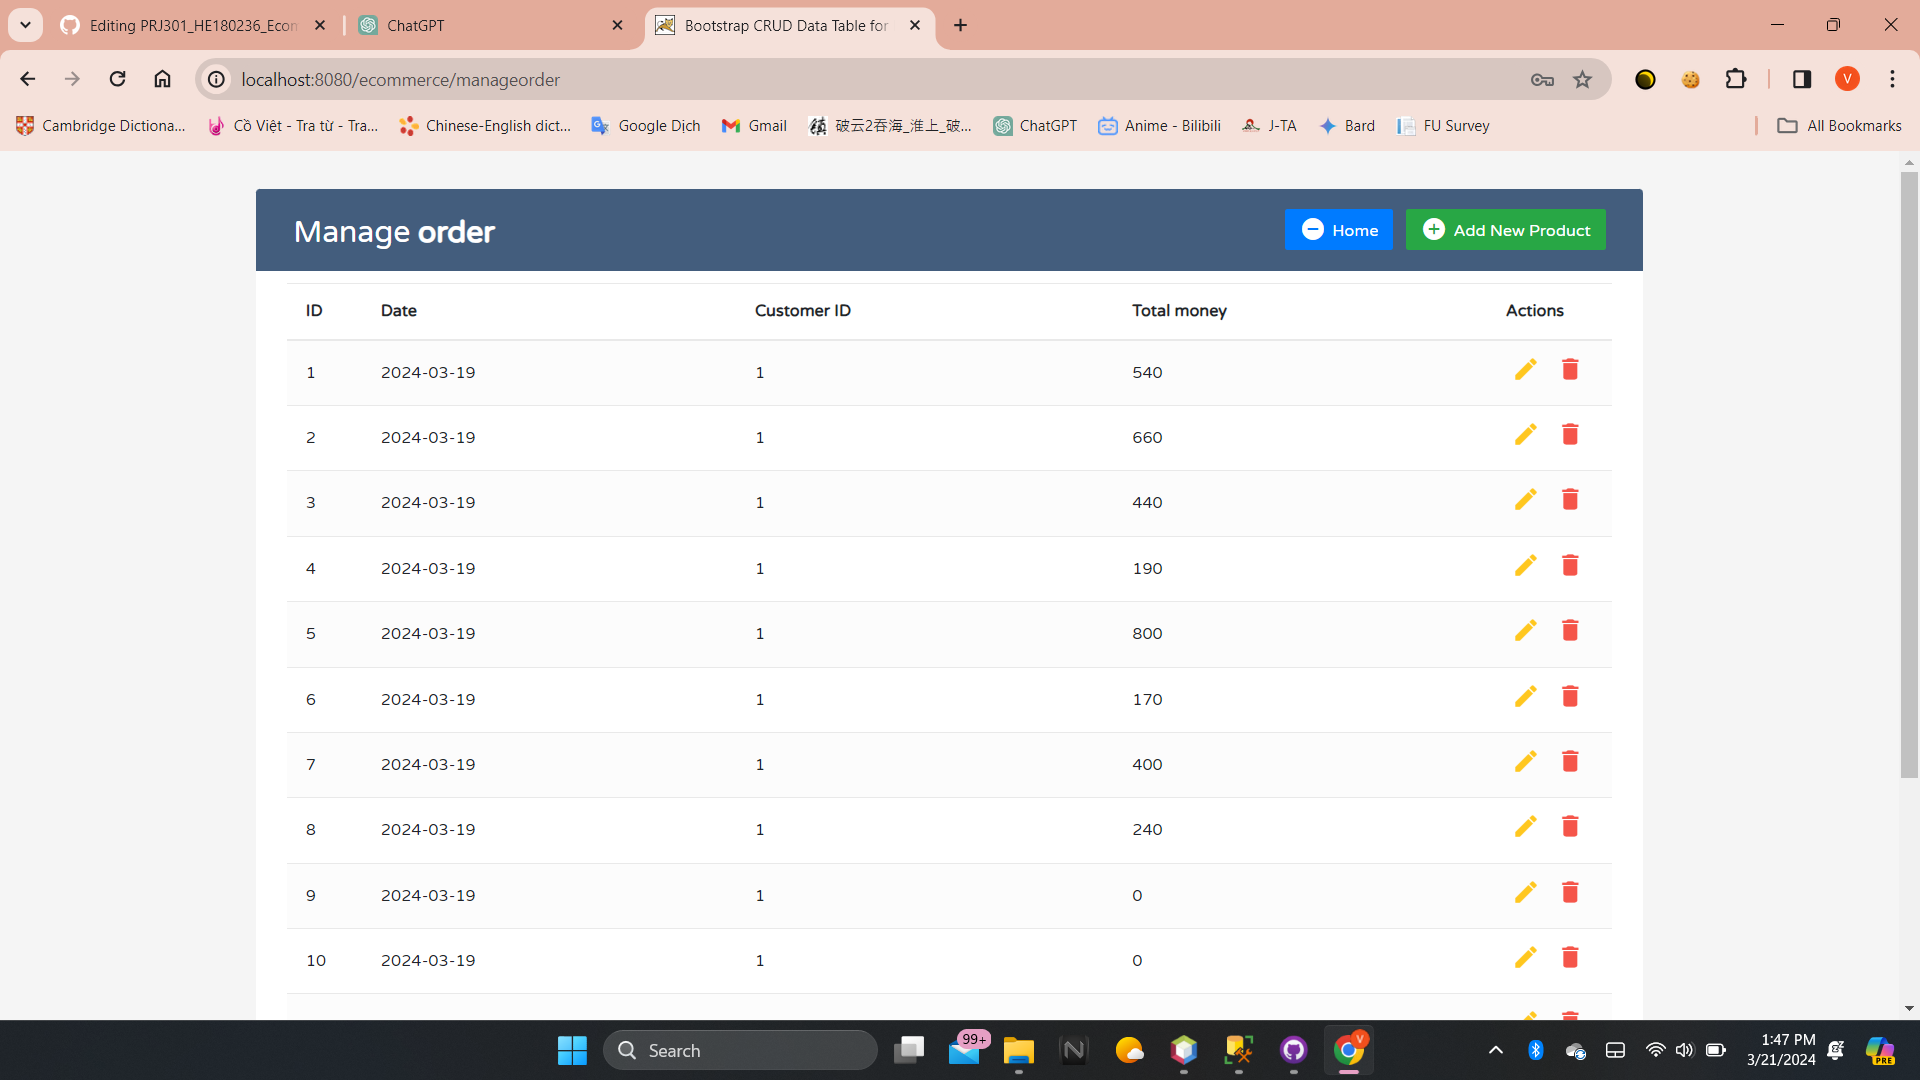 Editing PRJ301_HE180236_Econ
ChatGPT
Bootstrap CRUD Data Table for
localhost:8080/ecommerce/manageorder
V
Cambridge Dictiona...
Cồ Việt - Tra từ - Tra...
Chinese-English dict...
Google Dịch
Gmail
破云2吞海_淮上_破...
ChatGPT
Anime - Bilibili
J-TA
Bard
FU Survey
All Bookmarks
Manage order
Home
Add New Product
ID Date Customer ID Total money Actions
1 2024-03-19 1 540
2 2024-03-19 1 660
3 2024-03-19 1 440
4 2024-03-19 1 190
5 2024-03-19 1 800
6 2024-03-19 1 170
7 2024-03-19 1 400
8 2024-03-19 1 240
9 2024-03-19 1 0
10 2024-03-19 1 0
Search
99+
V
1:47 PM
3/21/2024
PRE